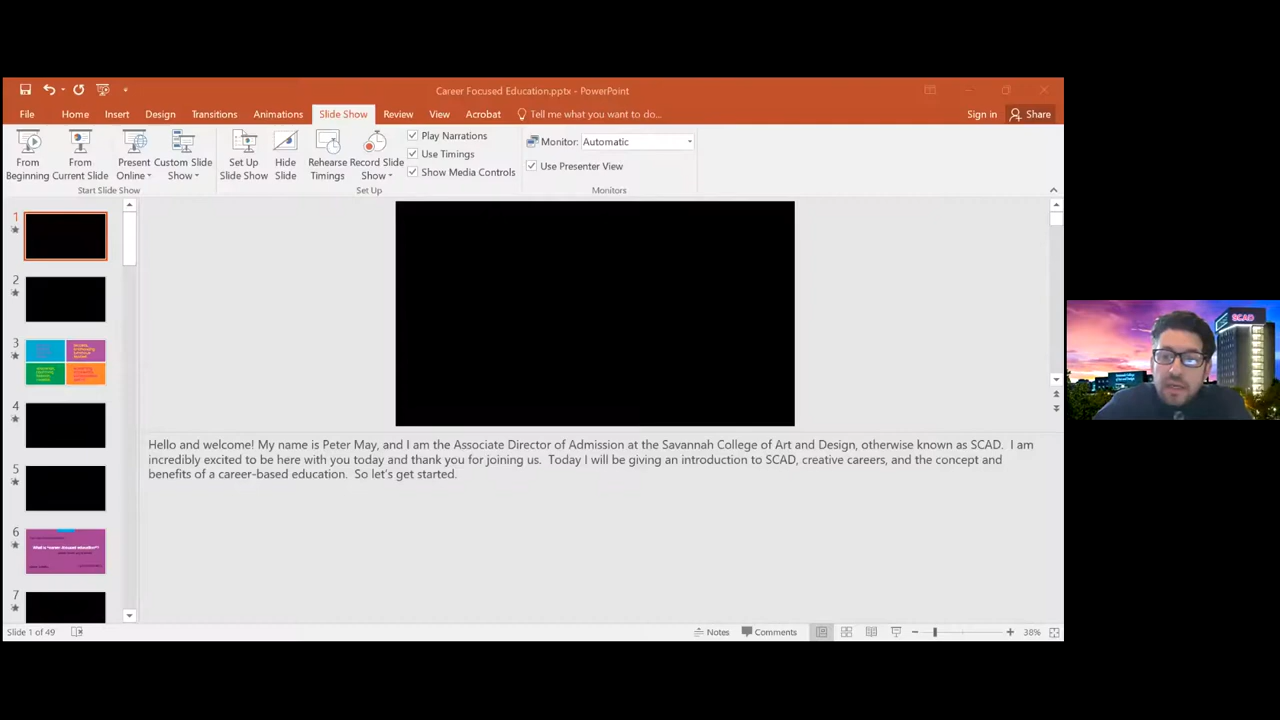 Career Focused Education.pptx - PowerPoint
File Home Insert Design Transitions Animations Slide Show Review View Acrobat Tell me what you want to do... Sign in Share
From Beginning
From Current Slide
Present Online
Custom Slide Show
Set Up Slide Show
Hide Slide
Rehearse Timings
Record Slide Show
Play Narrations
Use Timings
Show Media Controls
Monitor: Automatic
Use Presenter View
Start Slide Show
Set Up
Monitors
1
2
3
4
5
6
What is "career-focused education"?
7
Hello and welcome! My name is Peter May, and I am the Associate Director of Admission at the Savannah College of Art and Design, otherwise known as SCAD. I am
incredibly excited to be here with you today and thank you for joining us. Today I will be giving an introduction to SCAD, creative careers, and the concept and
benefits of a career-based education. So let's get started.
SCAD
Slide 1 of 49
Notes Comments 38%